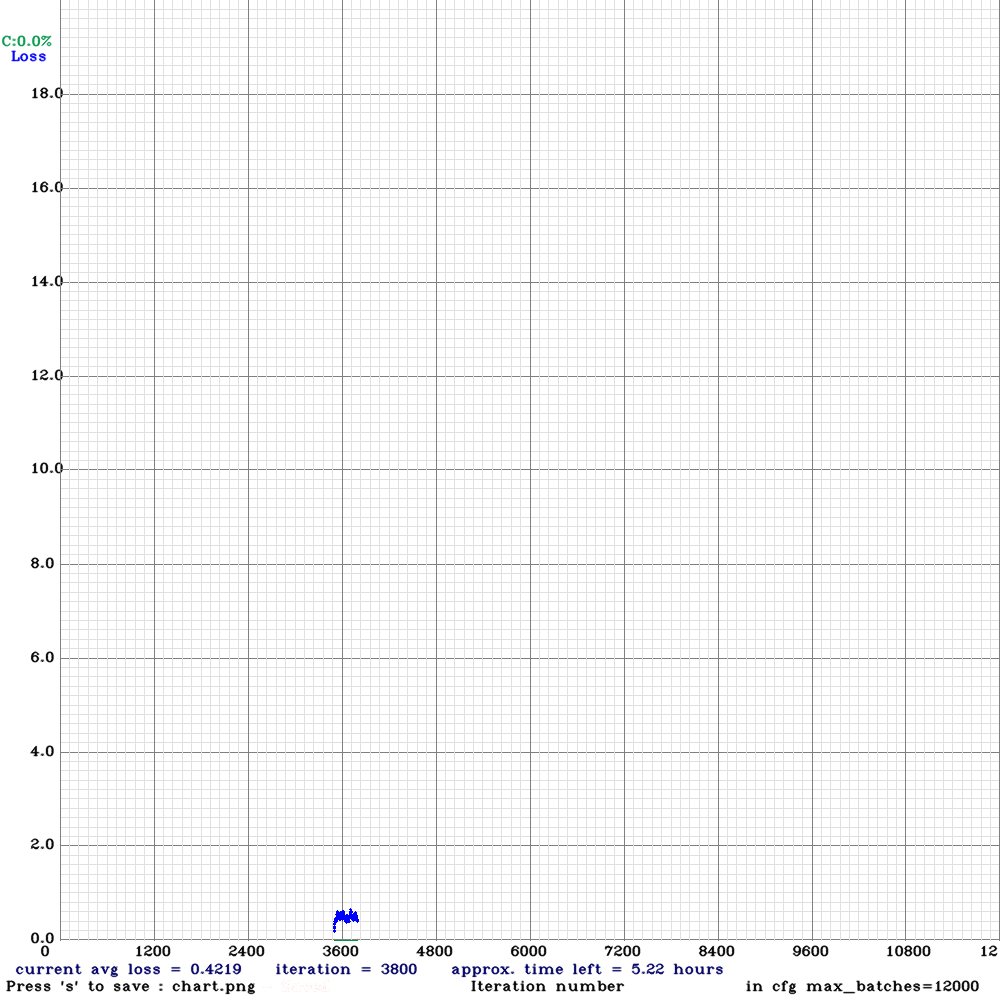 C:0.0%
Loss
18.0
16.0
14.0
12.0
10.0
8.0
6.0
4.0
2.0
0.0
0 1200 2400 3600 4800 6000 7200 8400 9600 10800 12
current avg loss = 0.4219 iteration = 3800 approx. time left = 5.22 hours
Press 's' to save : chart.png Iteration number in cfg max_batches=12000